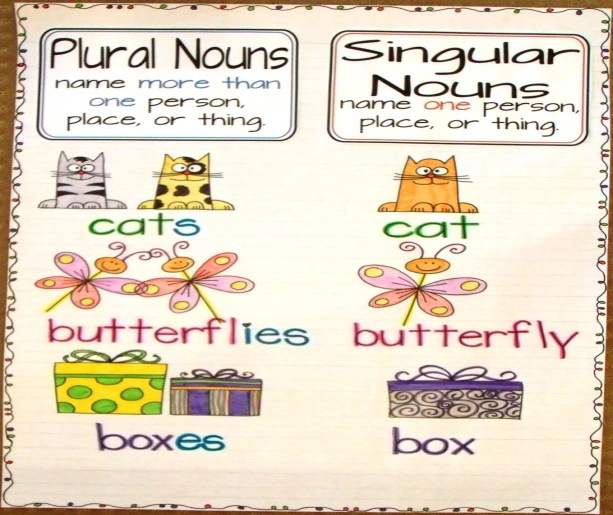 Plural Nouns
name more than
one person,
place, or thing.
cats
butterflies
boxes
Singular
Nouns
name one person,
place, or thing.
cat
butterfly
box